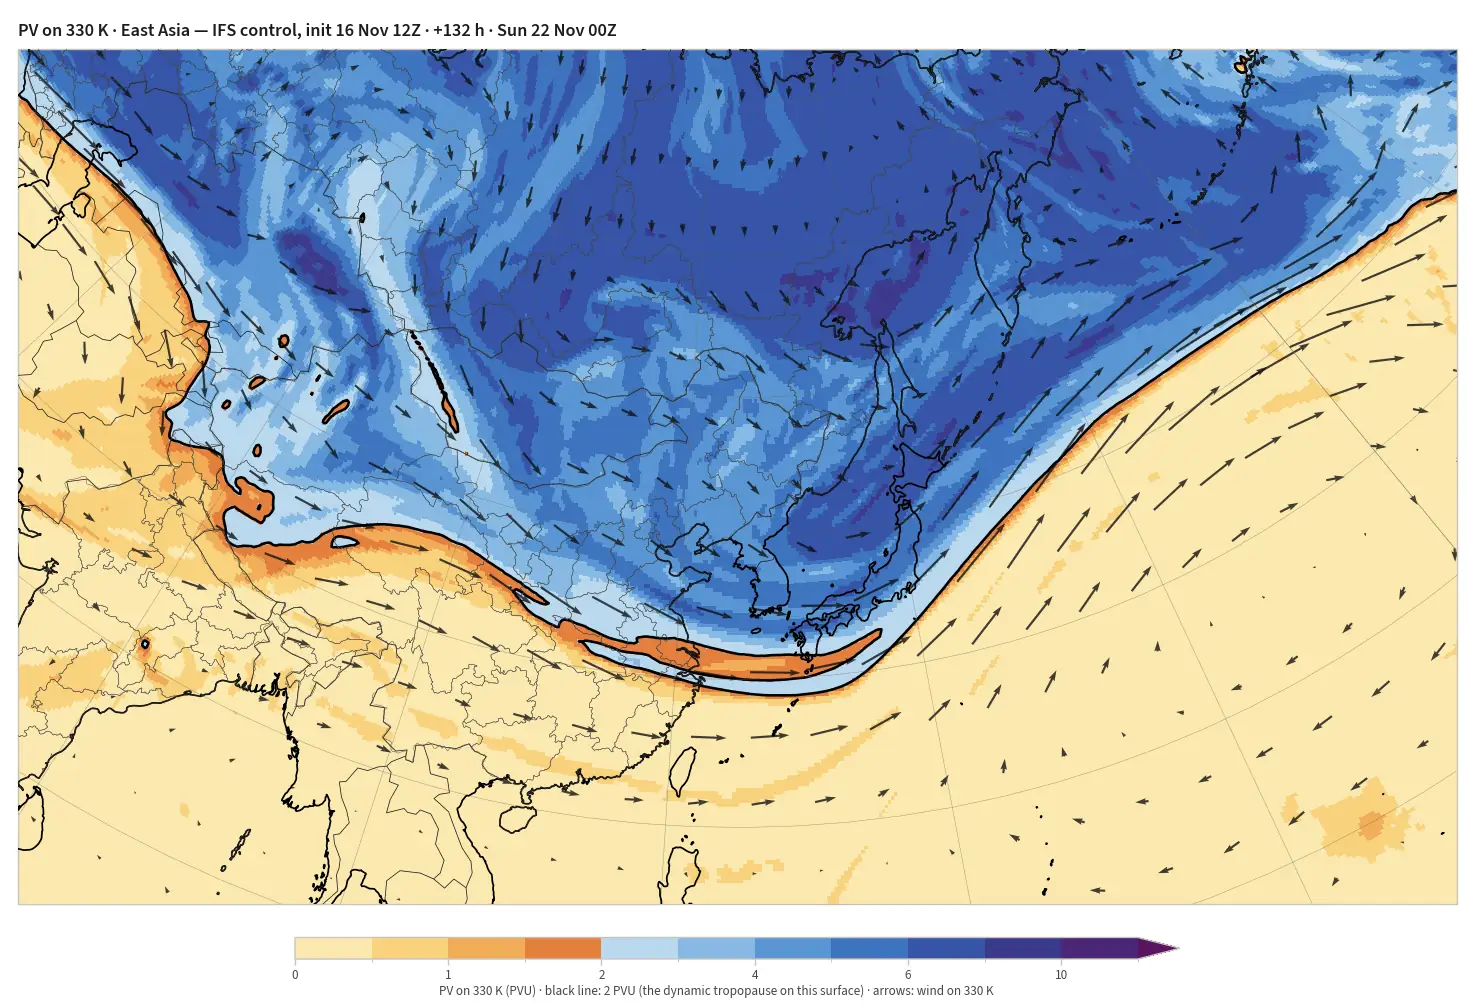 PV on 330 K · East Asia — IFS control, init 16 Nov 12Z · +132 h · Sun 22 Nov 00Z
0 1 2 4 6 10
PV on 330 K (PVU) · black line: 2 PVU (the dynamic tropopause on this surface) · arrows: wind on 330 K